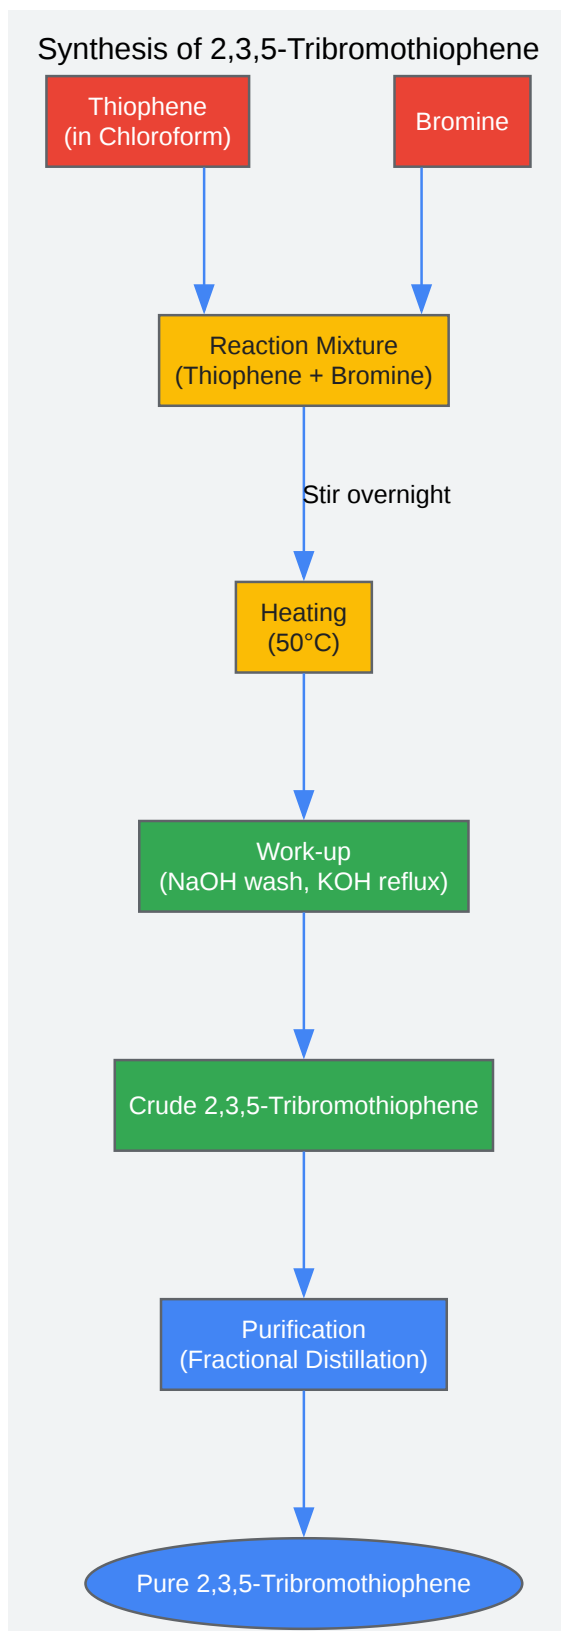 Synthesis of 2,3,5-Tribromothiophene
Thiophene
(in Chloroform)
Bromine
Reaction Mixture
(Thiophene + Bromine)
Stir overnight
Heating
(50°C)
Work-up
(NaOH wash, KOH reflux)
Crude 2,3,5-Tribromothiophene
Purification
(Fractional Distillation)
Pure 2,3,5-Tribromothiophene